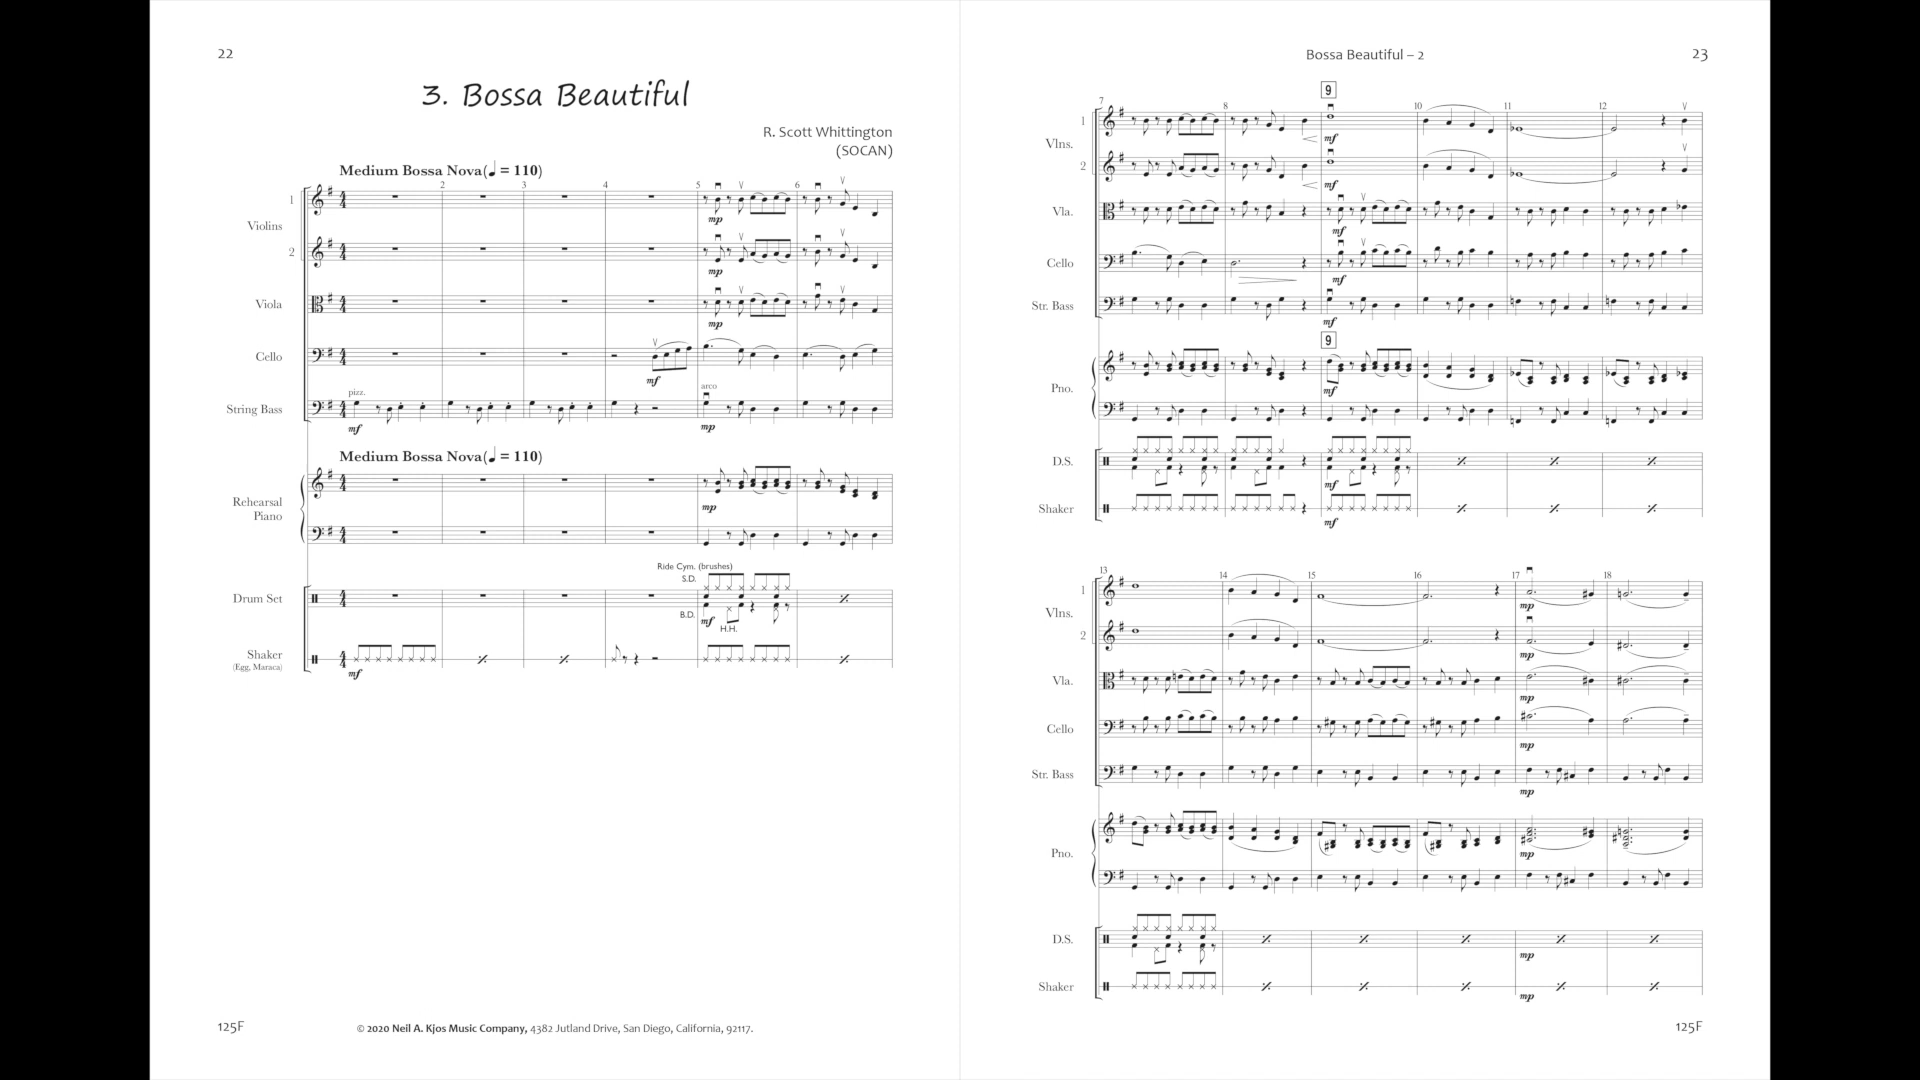 22
3. Bossa Beautiful
R. Scott Whittington
(SOCAN)
Medium Bossa Nova (♩ = 110)
2 3 4 5 6
Violins
1
mp
2
mp
Viola
mp
Cello
mf
pizz.
arco
String Bass
mf
mp
Medium Bossa Nova (♩ = 110)
Rehearsal
Piano
mp
Ride Cym. (brushes)
S.D.
Drum Set
B.D.
mf
H.H.
Shaker
(Egg, Maraca)
mf
125F
© 2020 Neil A. Kjos Music Company, 4382 Jutland Drive, San Diego, California, 92117.
Bossa Beautiful – 2
23
7 8 9 10 11 12
Vlns.
1
mf
2
mf
Vla.
mf
Cello
mf
Str. Bass
mf
9
Pno.
mf
D.S.
mf
Shaker
mf
13 14 15 16 17 18
Vlns.
1
mp
2
mp
Vla.
mp
Cello
mp
Str. Bass
mp
Pno.
mp
D.S.
mp
Shaker
mp
125F